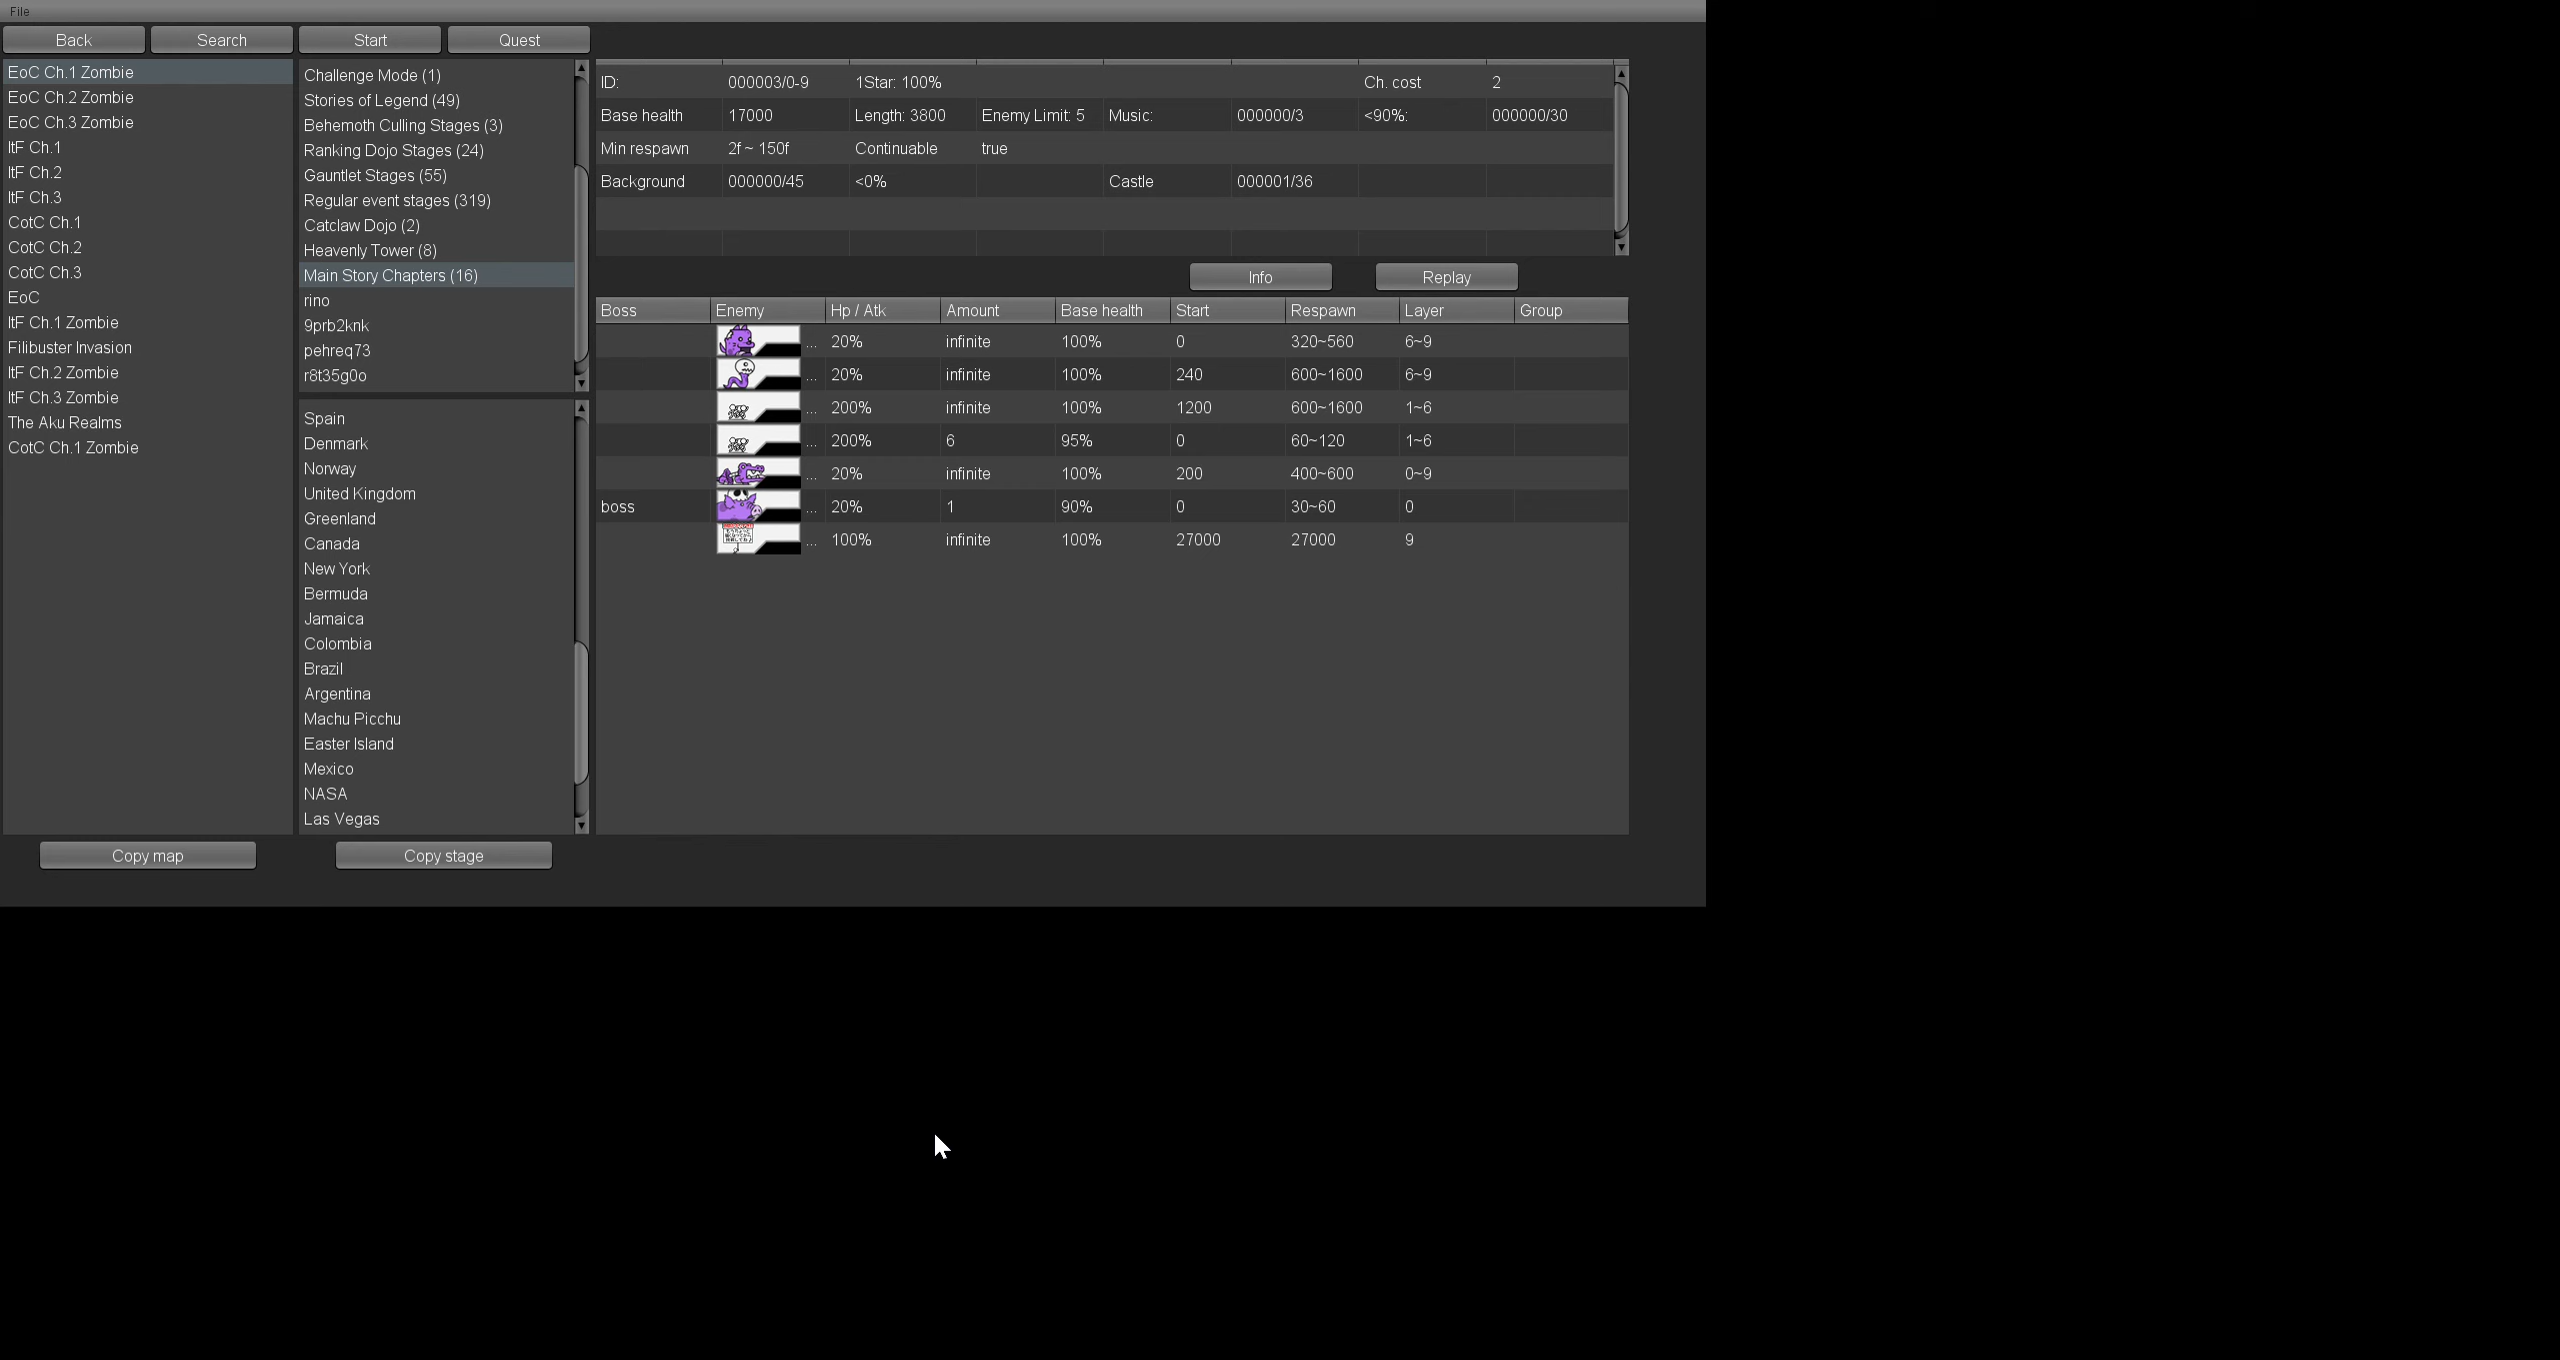 File
Back Search Start Quest
EoC Ch.1 Zombie
EoC Ch.2 Zombie
EoC Ch.3 Zombie
ItF Ch.1
ItF Ch.2
ItF Ch.3
CotC Ch.1
CotC Ch.2
CotC Ch.3
EoC
ItF Ch.1 Zombie
Filibuster Invasion
ItF Ch.2 Zombie
ItF Ch.3 Zombie
The Aku Realms
CotC Ch.1 Zombie
Copy map
Challenge Mode (1)
Stories of Legend (49)
Behemoth Culling Stages (3)
Ranking Dojo Stages (24)
Gauntlet Stages (55)
Regular event stages (319)
Catclaw Dojo (2)
Heavenly Tower (8)
Main Story Chapters (16)
rino
9prb2knk
pehreq73
r8t35g0o
Spain
Denmark
Norway
United Kingdom
Greenland
Canada
New York
Bermuda
Jamaica
Colombia
Brazil
Argentina
Machu Picchu
Easter Island
Mexico
NASA
Las Vegas
Copy stage
ID: 000003/0-9 1Star: 100% Ch. cost 2
Base health 17000 Length: 3800 Enemy Limit: 5 Music: 000000/3 <90%: 000000/30
Min respawn 2f ~ 150f Continuable true
Background 000000/45 <0% Castle 000001/36
Info Replay
Boss Enemy Hp / Atk Amount Base health Start Respawn Layer Group
... 20% infinite 100% 0 320~560 6~9
... 20% infinite 100% 240 600~1600 6~9
... 200% infinite 100% 1200 600~1600 1~6
... 200% 6 95% 0 60~120 1~6
... 20% infinite 100% 200 400~600 0~9
boss ... 20% 1 90% 0 30~60 0
... 100% infinite 100% 27000 27000 9